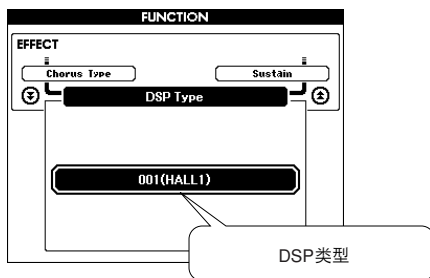 FUNCTION
EFFECT
Chorus Type
Sustain
DSP Type
001(HALL1)
DSP类型